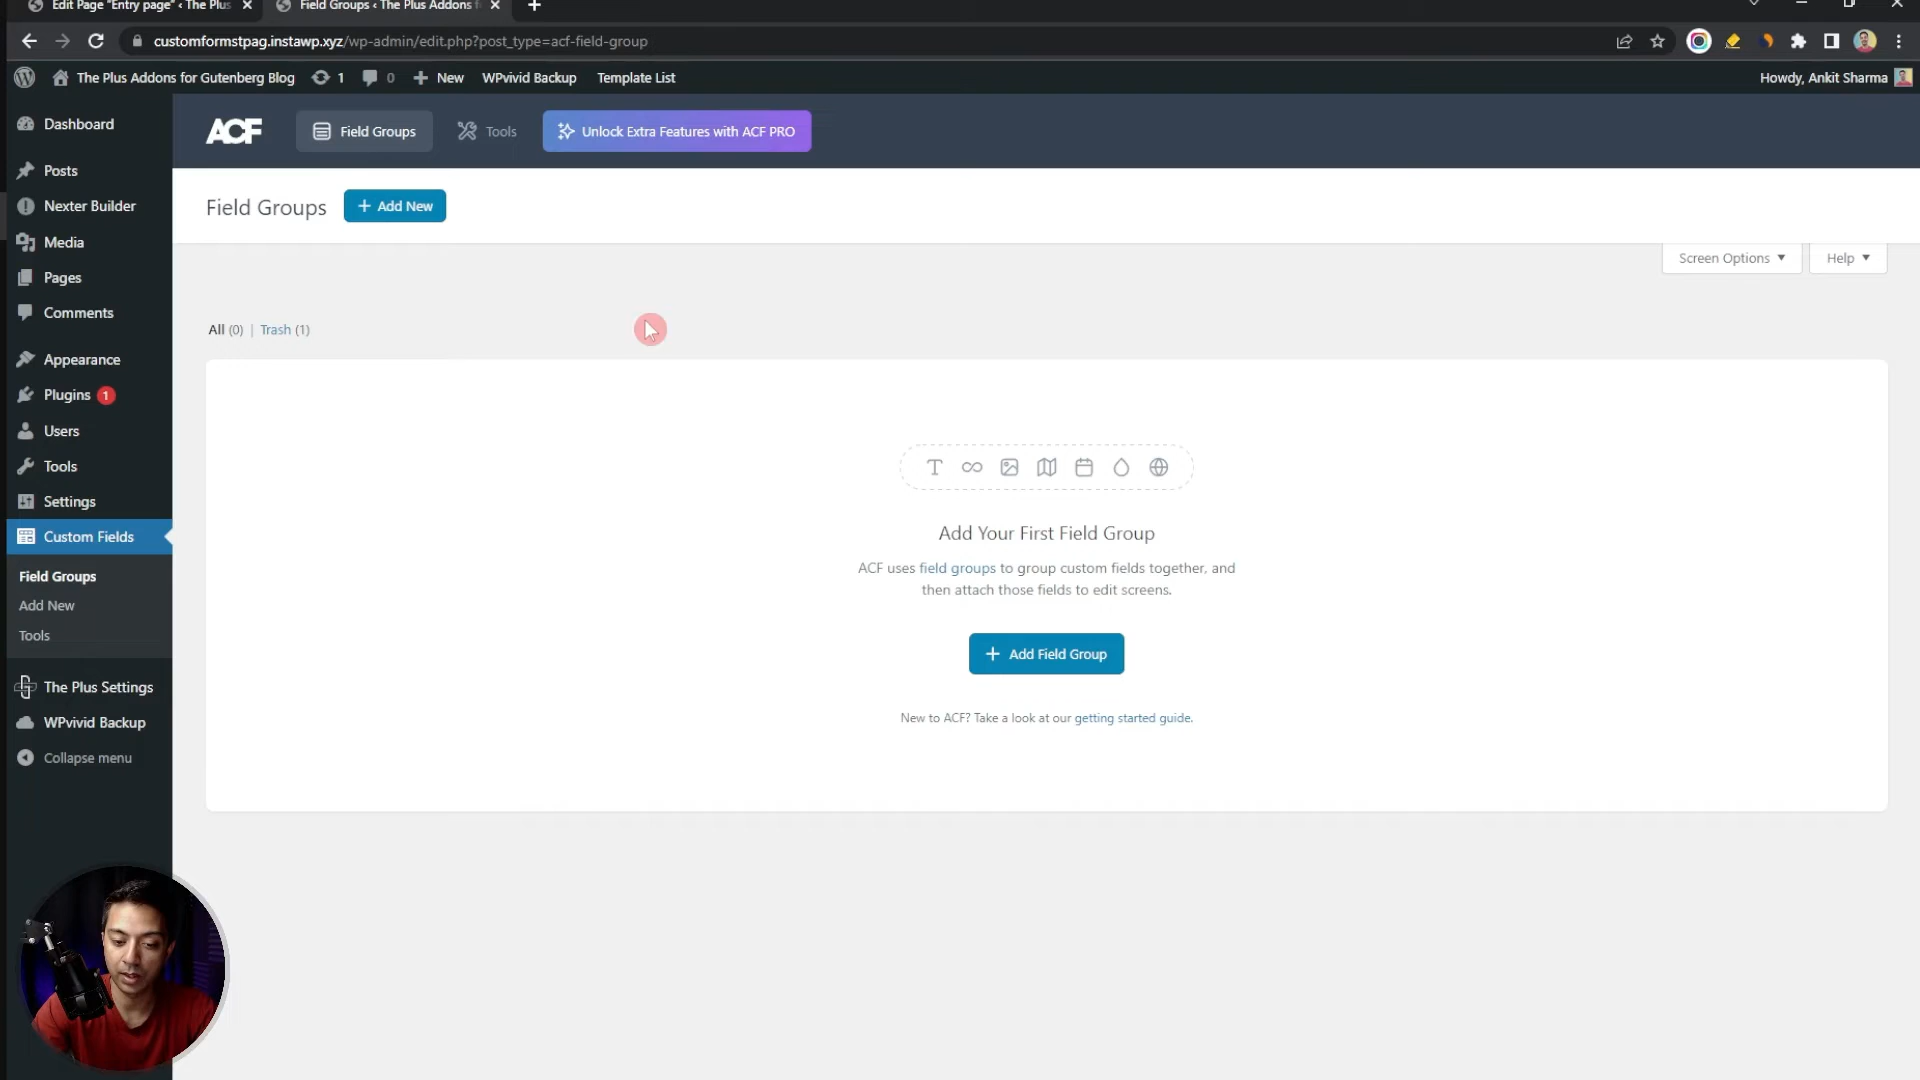 Edit Page "Entry page" ‹ The Plus
Field Groups ‹ The Plus Addons f
customformstpag.instawp.xyz/wp-admin/edit.php?post_type=acf-field-group
The Plus Addons for Gutenberg Blog
1
0
New
WPvivid Backup
Template List
Howdy, Ankit Sharma
Dashboard
Posts
Nexter Builder
Media
Pages
Comments
Appearance
Plugins 1
Users
Tools
Settings
Custom Fields
Field Groups
Add New
Tools
The Plus Settings
WPvivid Backup
Collapse menu
ACF
Field Groups
Tools
Unlock Extra Features with ACF PRO
Field Groups
+ Add New
Screen Options
Help
All (0) | Trash (1)
Add Your First Field Group
ACF uses field groups to group custom fields together, and
then attach those fields to edit screens.
+ Add Field Group
New to ACF? Take a look at our getting started guide.